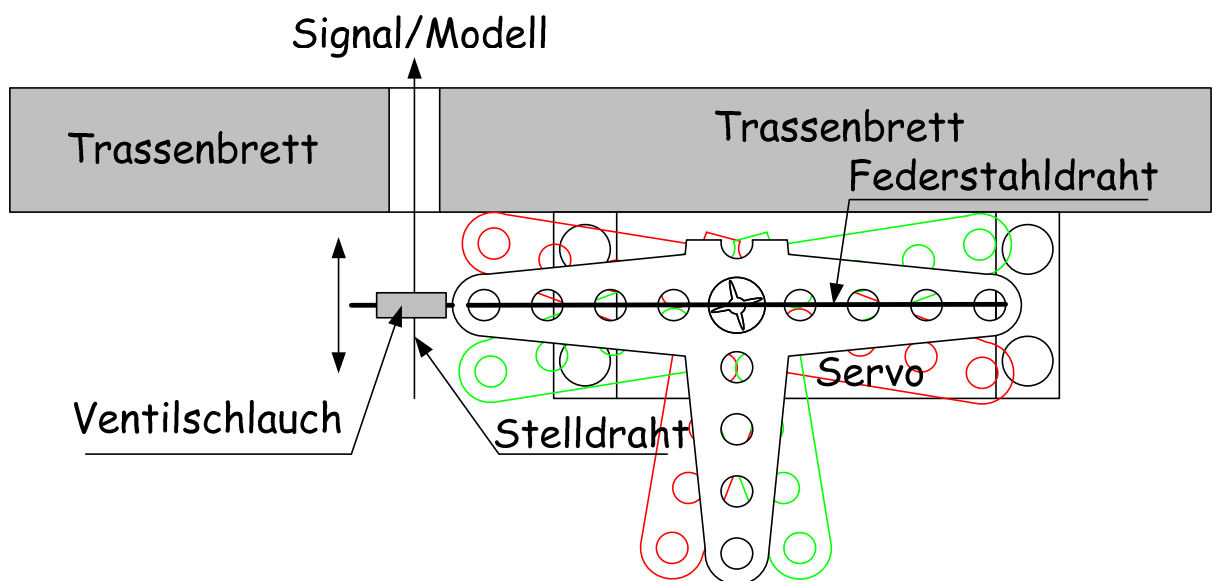 Signal/Modell
Trassenbrett
Trassenbrett
Federstahldraht
Servo
Ventilschlauch
Stelldraht